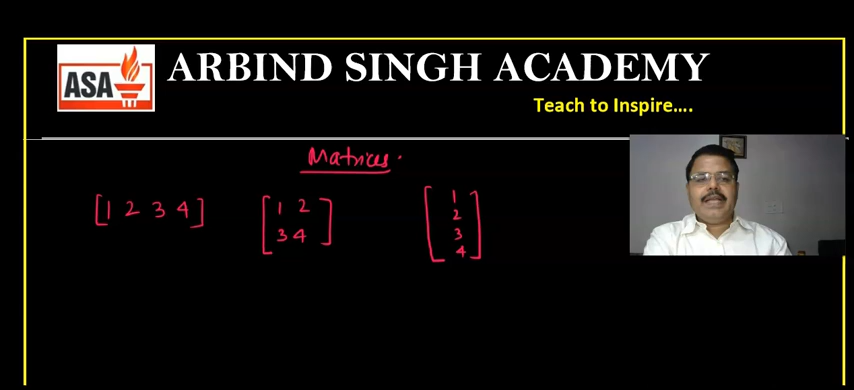 ASA
ARBIND SINGH ACADEMY
Teach to Inspire....
Matrices.
[1 2 3 4]
[1 2
3 4]
[1
2
3
4]